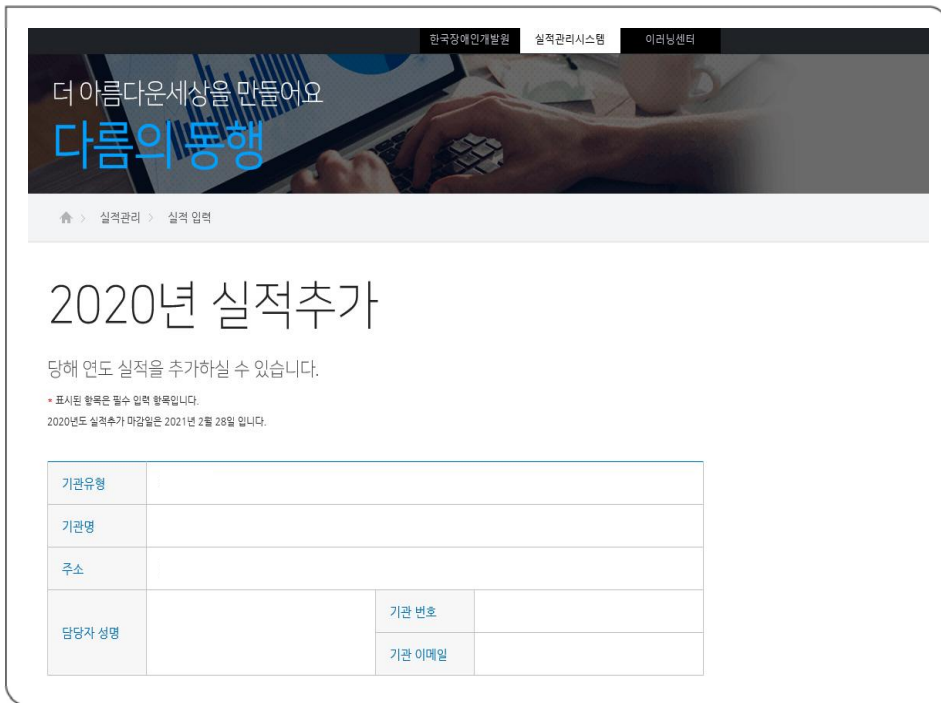 한국장애인개발원 실적관리시스템 이러닝센터
더 아름다운세상을 만들어요
다름의 동행
> 실적관리 > 실적 입력
2020년 실적추가
당해 연도 실적을 추가하실 수 있습니다.
* 표시된 항목은 필수 입력 항목입니다.
2020년도 실적추가 마감일은 2021년 2월 28일 입니다.
기관유형
기관명
주소
담당자 성명
기관 번호
기관 이메일